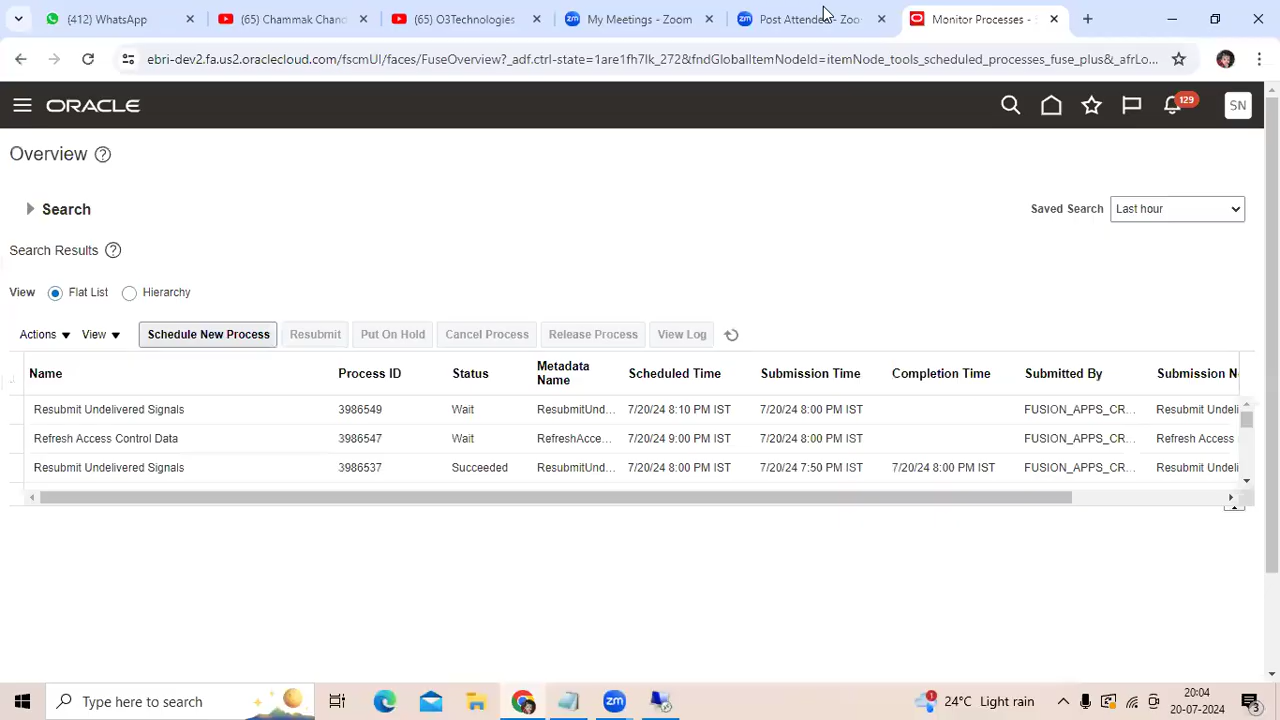 (412) WhatsApp
(65) Chammak Chano
(65) O3Technologies
My Meetings - Zoom
Post Attende - Zoo
Monitor Processes -
ebri-dev2.fa.us2.oraclecloud.com/fscmUI/faces/FuseOverview?_adf.ctrl-state=1are1fh7lk_272&fndGlobalItemNodeId=itemNode_tools_scheduled_processes_fuse_plus&_afrLo...
ORACLE
129
SN
Overview
Search
Saved Search Last hour
Search Results
View Flat List Hierarchy
Actions View Schedule New Process Resubmit Put On Hold Cancel Process Release Process View Log
Name Process ID Status Metadata Name Scheduled Time Submission Time Completion Time Submitted By Submission N
Resubmit Undelivered Signals 3986549 Wait ResubmitUnd... 7/20/24 8:10 PM IST 7/20/24 8:00 PM IST FUSION_APPS_CR... Resubmit Undeli
Refresh Access Control Data 3986547 Wait RefreshAcce... 7/20/24 9:00 PM IST 7/20/24 8:00 PM IST FUSION_APPS_CR... Refresh Access
Resubmit Undelivered Signals 3986537 Succeeded ResubmitUnd... 7/20/24 8:00 PM IST 7/20/24 7:50 PM IST 7/20/24 8:00 PM IST FUSION_APPS_CR... Resubmit Undeli
Type here to search
24°C Light rain
20:04
20-07-2024
3